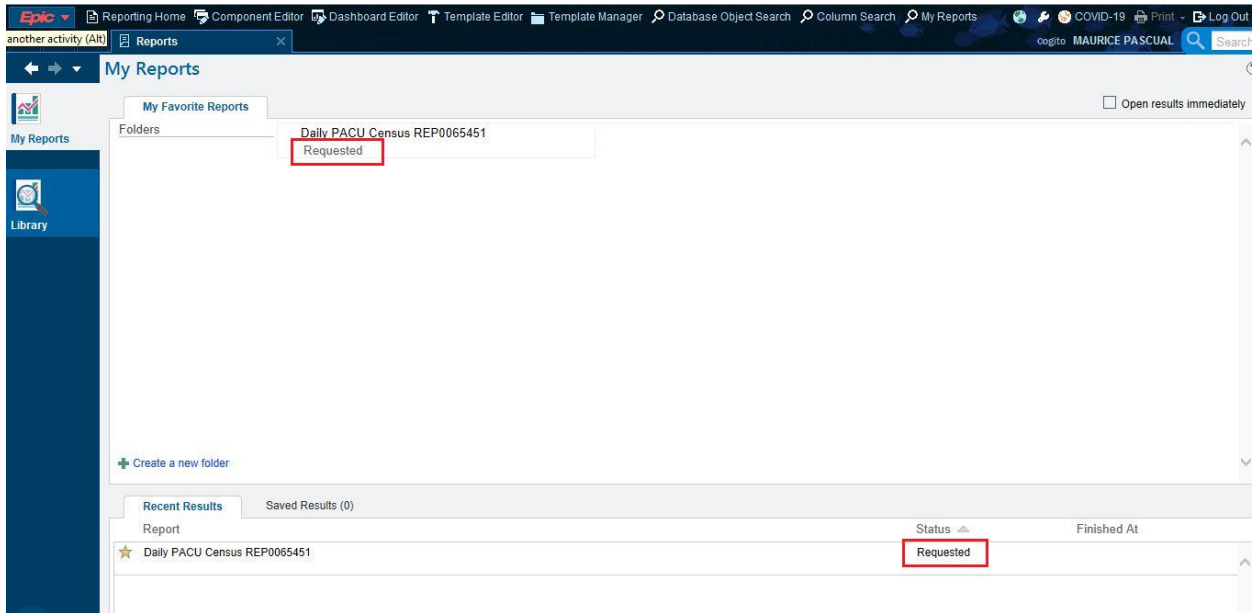 Epic Reporting Home Component Editor Dashboard Editor Template Editor Template Manager Database Object Search Column Search My Reports COVID-19 Print Log Out
another activity (Alt) Reports cogito MAURICE PASCUAL Search
My Reports
My Favorite Reports Open results immediately
My Reports
Folders Daily PACU Census REP0065451
Requested
Library
Create a new folder
Recent Results Saved Results (0)
Report Status Finished At
Daily PACU Census REP0065451 Requested